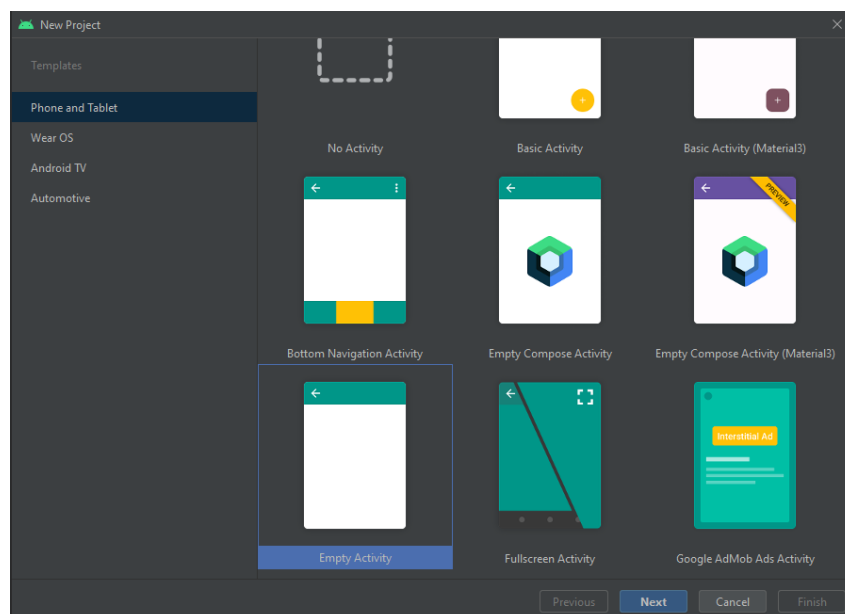 New Project
Templates
Phone and Tablet
Wear OS
Android TV
Automotive
No Activity
Basic Activity
Basic Activity (Material3)
PREVIEW
Bottom Navigation Activity
Empty Compose Activity
Empty Compose Activity (Material3)
Interstitial Ad
Empty Activity
Fullscreen Activity
Google AdMob Ads Activity
Previous
Next
Cancel
Finish